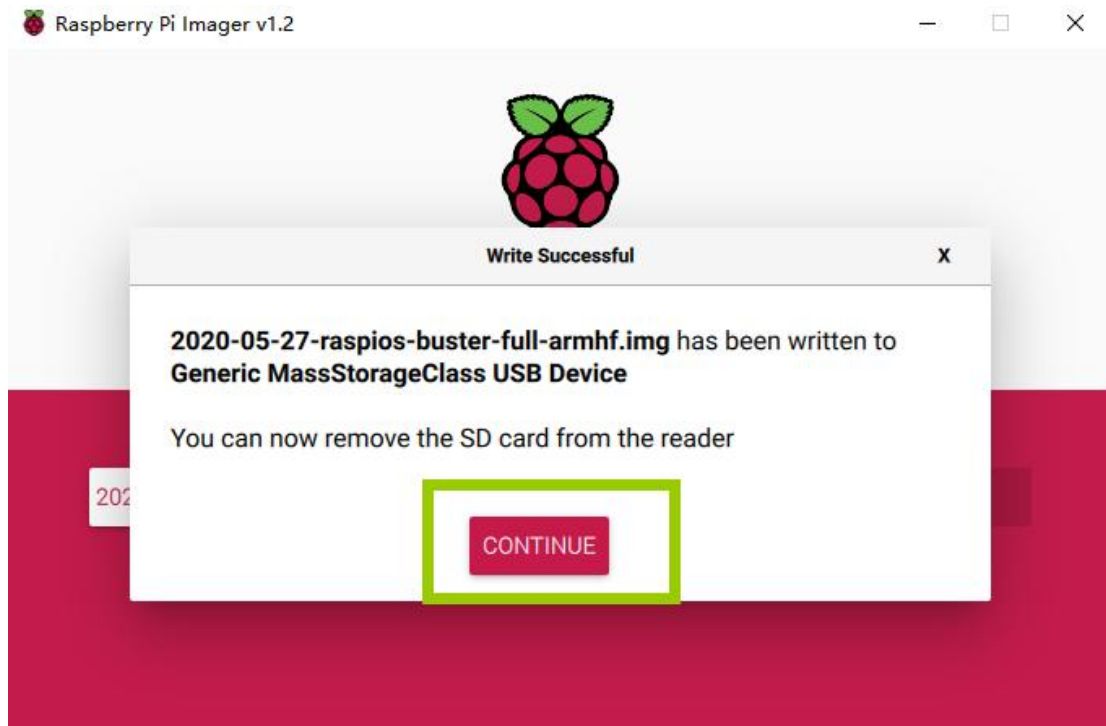 Raspberry Pi Imager v1.2
Write Successful
X
2020-05-27-raspios-buster-full-armhf.img has been written to
Generic MassStorageClass USB Device
You can now remove the SD card from the reader
202
CONTINUE